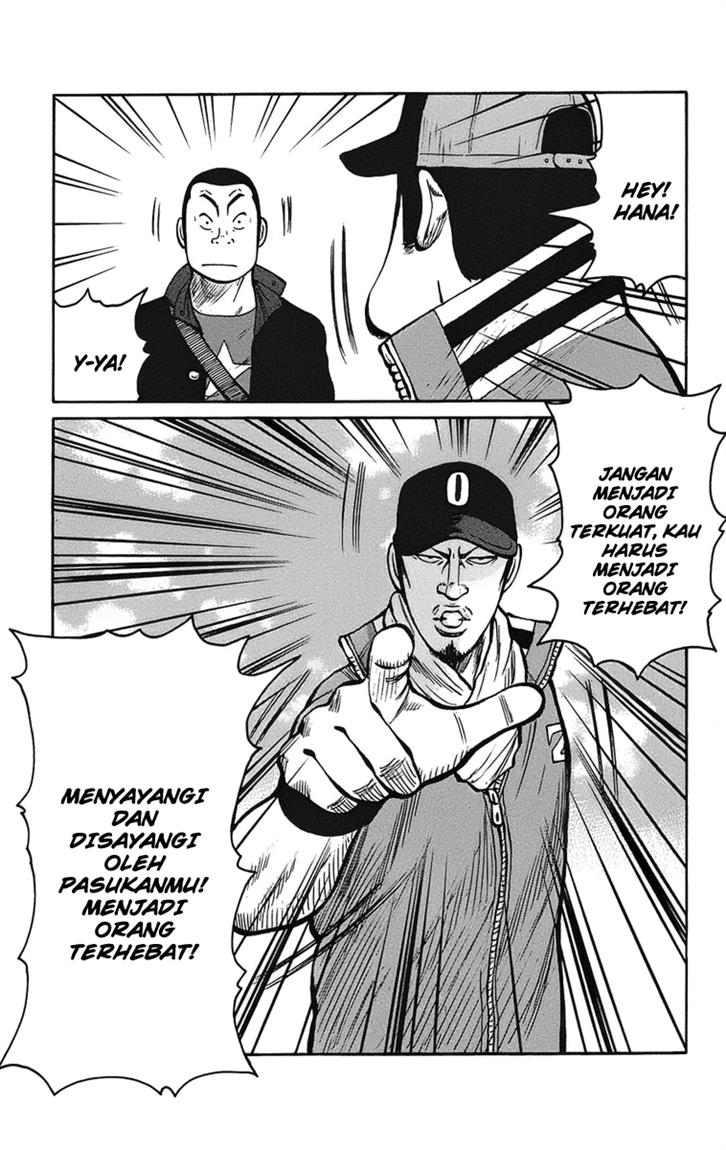 HEY!
HANA!
Y-YA!
JANGAN
MENJADI
ORANG
TERKUAT, KAU
HARUS
MENJADI
ORANG
TERHEBAT!
O
2
MENYAYANGI
DAN
DISAYANGI
OLEH
PASUKANMU!
MENJADI
ORANG
TERHEBAT!